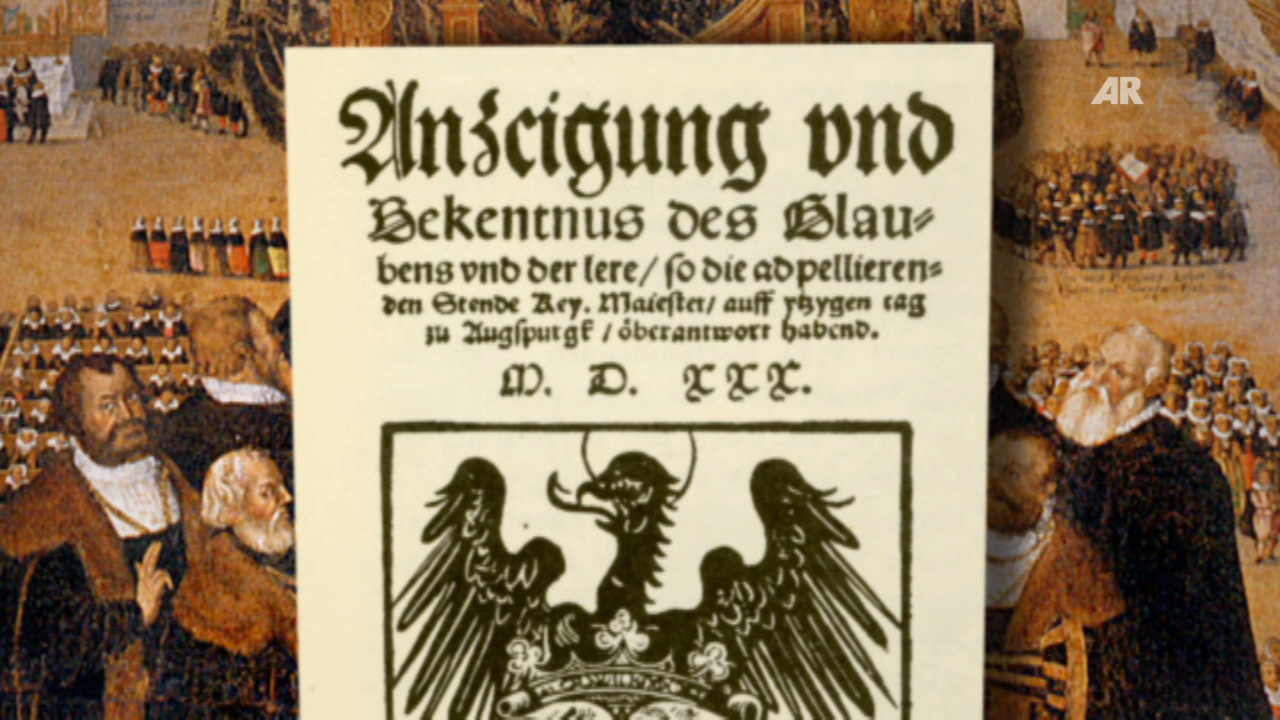 AR
Anzeigung vnd
Bekentnus des Glau⸗
bens vnd der lere/ so die adpellieren⸗
den Stende Key. Maiestet/ auff ytzygen tag
zu Augspurgk / öberantwort habend.
M. D. XXX.